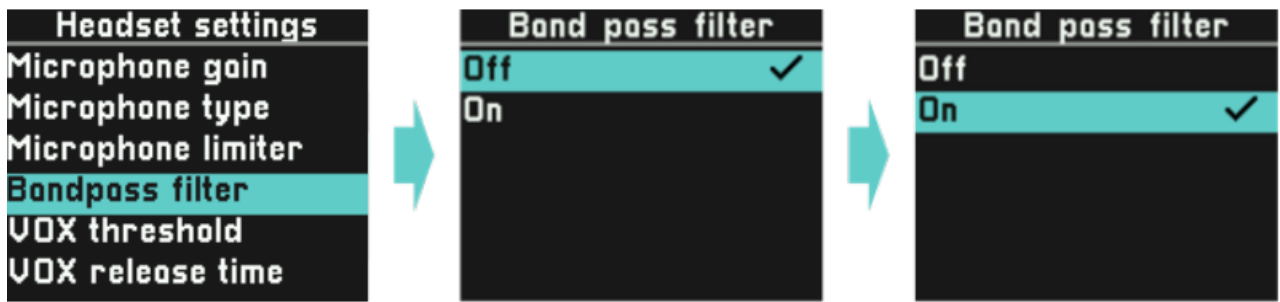 Headset settings
Microphone gain
Microphone type
Microphone limiter
Bandpass filter
VOX threshold
VOX release time
Band pass filter
Off
On
Band pass filter
Off
On